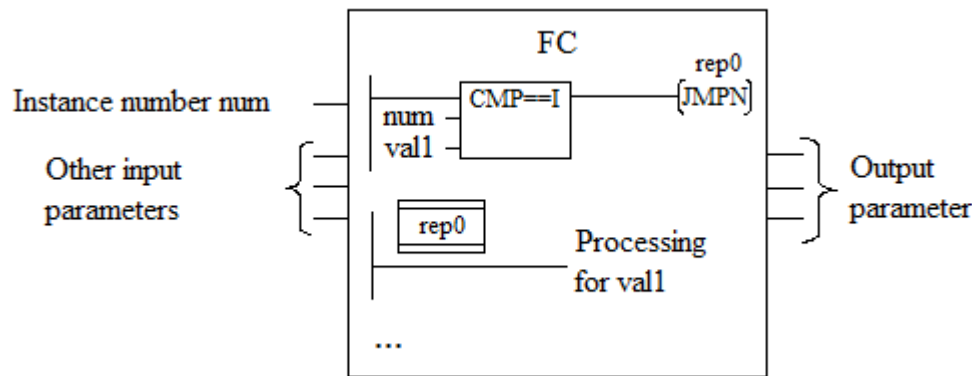 FC
rep0
Instance number num
CMP==I
JMPN
num
val1
Other input
parameters
Output
parameter
rep0
Processing
for val1
...